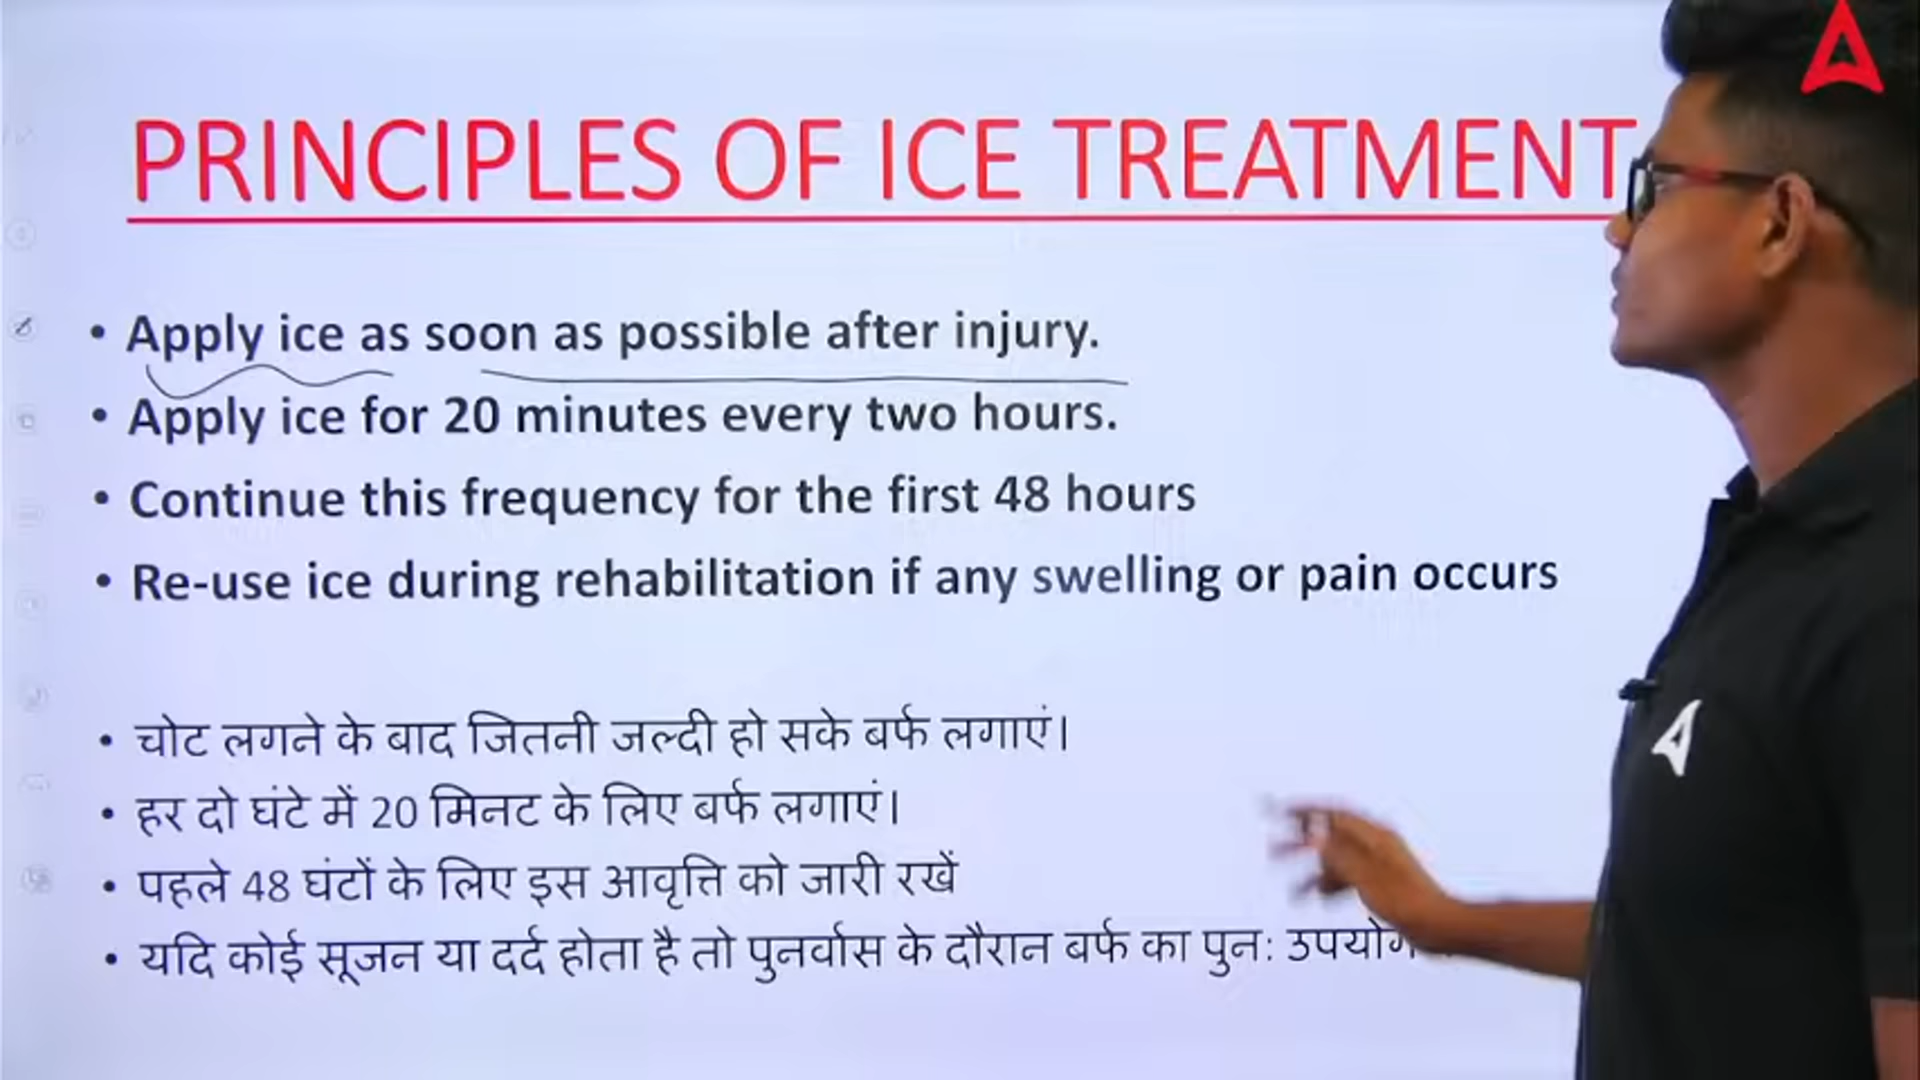 PRINCIPLES OF ICE TREATMENT
• Apply ice as soon as possible after injury.
• Apply ice for 20 minutes every two hours.
• Continue this frequency for the first 48 hours
• Re-use ice during rehabilitation if any swelling or pain occurs
• चोट लगने के बाद जितनी जल्दी हो सके बर्फ लगाएं।
• हर दो घंटे में 20 मिनट के लिए बर्फ लगाएं।
• पहले 48 घंटों के लिए इस आवृत्ति को जारी रखें
• यदि कोई सूजन या दर्द होता है तो पुनर्वास के दौरान बर्फ का पुन: